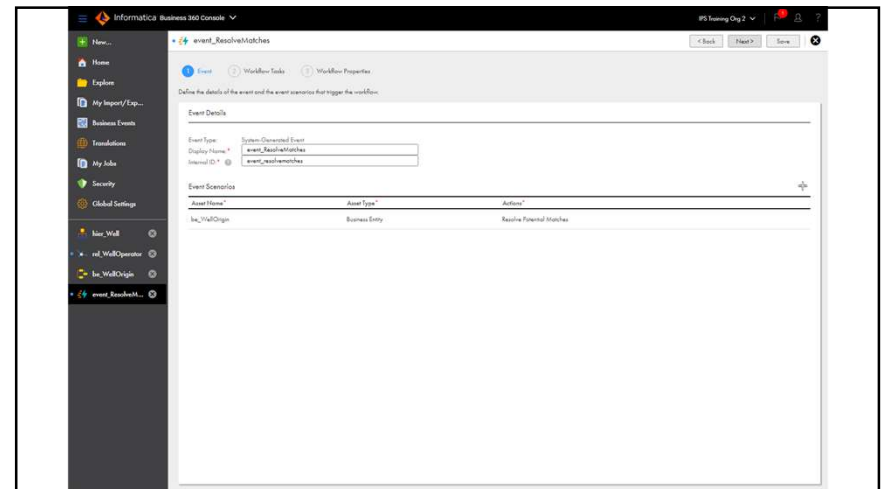 Informatica Business 360 Console
IPS Training Org 2
?
New...
event_ResolveMatches
< Back
Next >
Save
Home
1 Event
2 Workflow Tasks
3 Workflow Properties
Explore
Define the details of the event and the event scenarios that trigger the workflow.
My Import/Exp...
Event Details
Business Events
Event Type: System-Generated Event
Translations
Display Name:* event_ResolveMatches
Internal ID:* event_resolvematches
My Jobs
Security
Event Scenarios
Global Settings
Asset Name* Asset Type* Actions*
be_WellOrigin Business Entity Resolve Potential Matches
hier_Well
rel_WellOperator
be_WellOrigin
event_ResolveM...